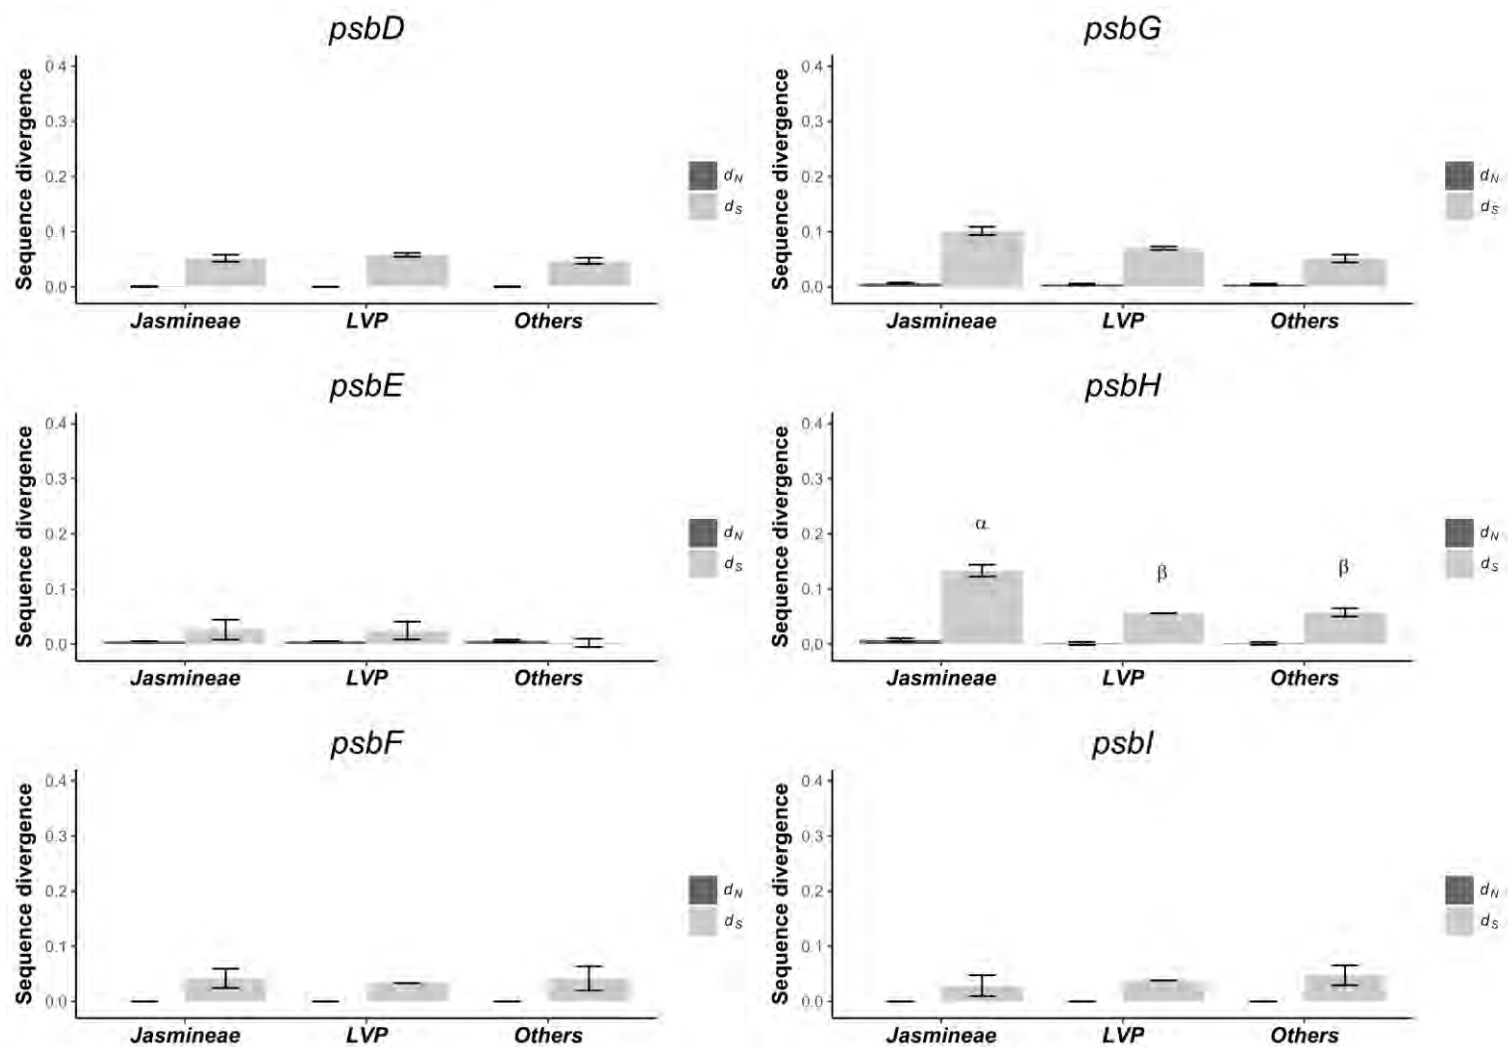 psbD
Sequence divergence
0.4
0.3
0.2
0.1
0.0
Jasmineae LVP Others
dN
dS
psbG
Sequence divergence
0.4
0.3
0.2
0.1
0.0
Jasmineae LVP Others
dN
dS
psbE
Sequence divergence
0.4
0.3
0.2
0.1
0.0
Jasmineae LVP Others
dN
dS
psbH
Sequence divergence
0.4
0.3
0.2
0.1
0.0
α
β
β
Jasmineae LVP Others
dN
dS
psbF
Sequence divergence
0.4
0.3
0.2
0.1
0.0
Jasmineae LVP Others
dN
dS
psbI
Sequence divergence
0.4
0.3
0.2
0.1
0.0
Jasmineae LVP Others
dN
dS